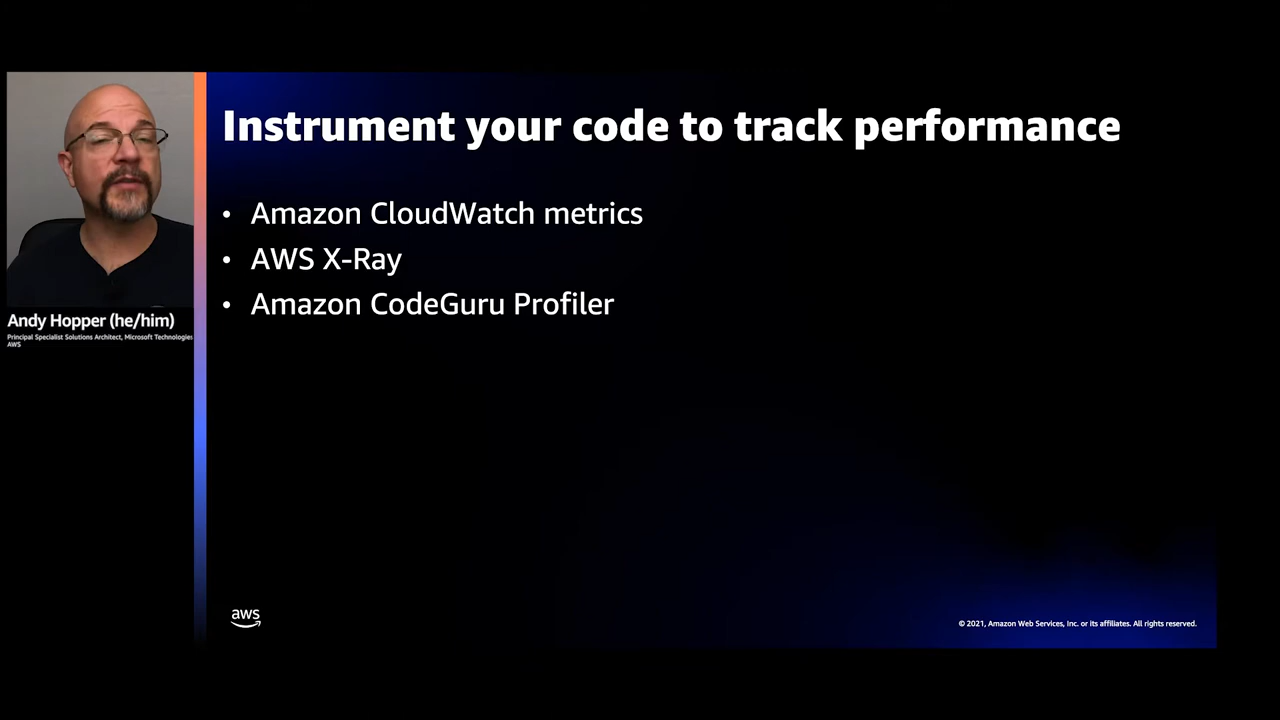 Instrument your code to track performance
• Amazon CloudWatch metrics
• AWS X-Ray
• Amazon CodeGuru Profiler
Andy Hopper (he/him)
Principal Specialist Solutions Architect, Microsoft Technologies
AWS
aws
© 2021, Amazon Web Services, Inc. or its affiliates. All rights reserved.